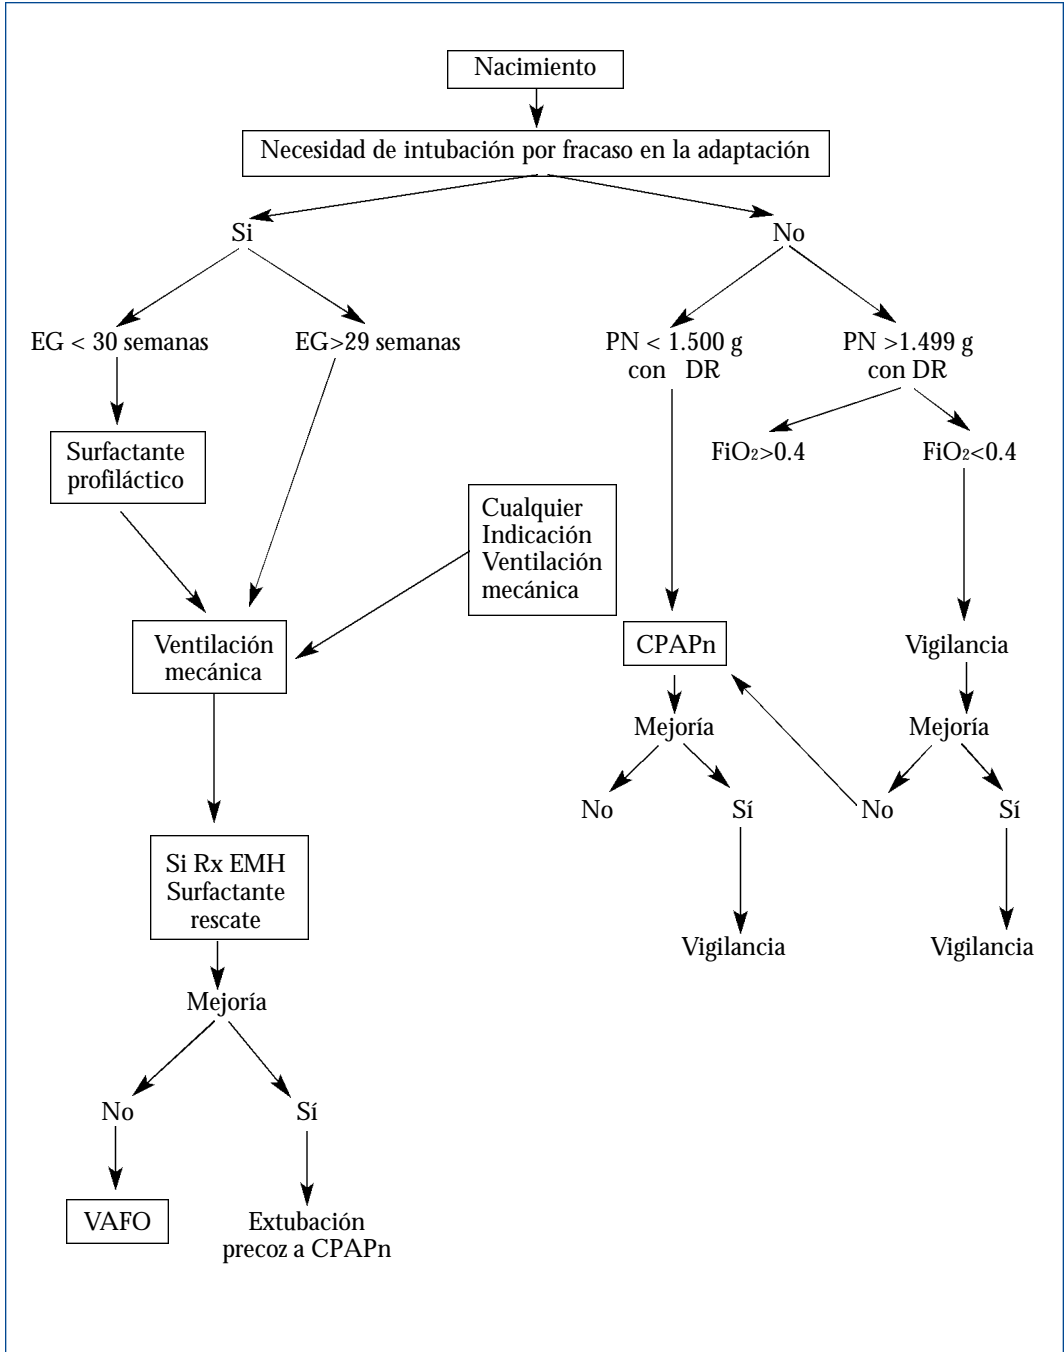 Nacimiento
Necesidad de intubación por fracaso en la adaptación
Si
No
EG < 30 semanas
EG>29 semanas
PN < 1.500 g
con DR
PN >1.499 g
con DR
Surfactante
profiláctico
FiO2>0.4
FiO2<0.4
Cualquier
Indicación
Ventilación
mecánica
Ventilación
mecánica
CPAPn
Vigilancia
Mejoría
Mejoría
No
Sí
No
Sí
Si Rx EMH
Surfactante
rescate
Vigilancia
Vigilancia
Mejoría
No
Sí
VAFO
Extubación
precoz a CPAPn